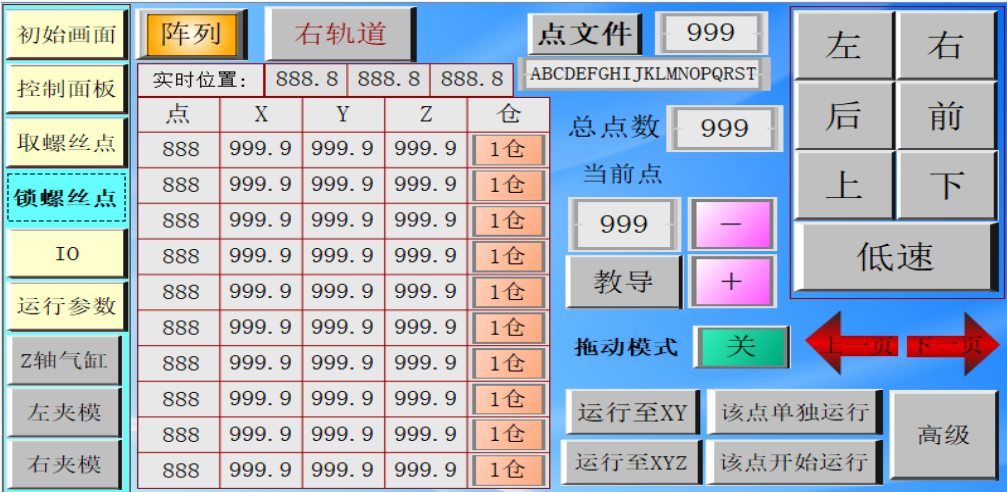 初始画面
控制面板
取螺丝点
锁螺丝点
IO
运行参数
Z轴气缸
左夹模
右夹模
阵列 右轨道
实时位置: 888.8 888.8 888.8
点 X Y Z 仓
888 999.9 999.9 999.9 1仓
888 999.9 999.9 999.9 1仓
888 999.9 999.9 999.9 1仓
888 999.9 999.9 999.9 1仓
888 999.9 999.9 999.9 1仓
888 999.9 999.9 999.9 1仓
888 999.9 999.9 999.9 1仓
888 999.9 999.9 999.9 1仓
888 999.9 999.9 999.9 1仓
888 999.9 999.9 999.9 1仓
点文件 999
ABCDEFGHIJKLMNOPQRST
总点数 999
当前点
999 －
教导 ＋
拖动模式 关
运行至XY 该点单独运行
运行至XYZ 该点开始运行
左 右
后 前
上 下
低速
上一页 下一页
高级